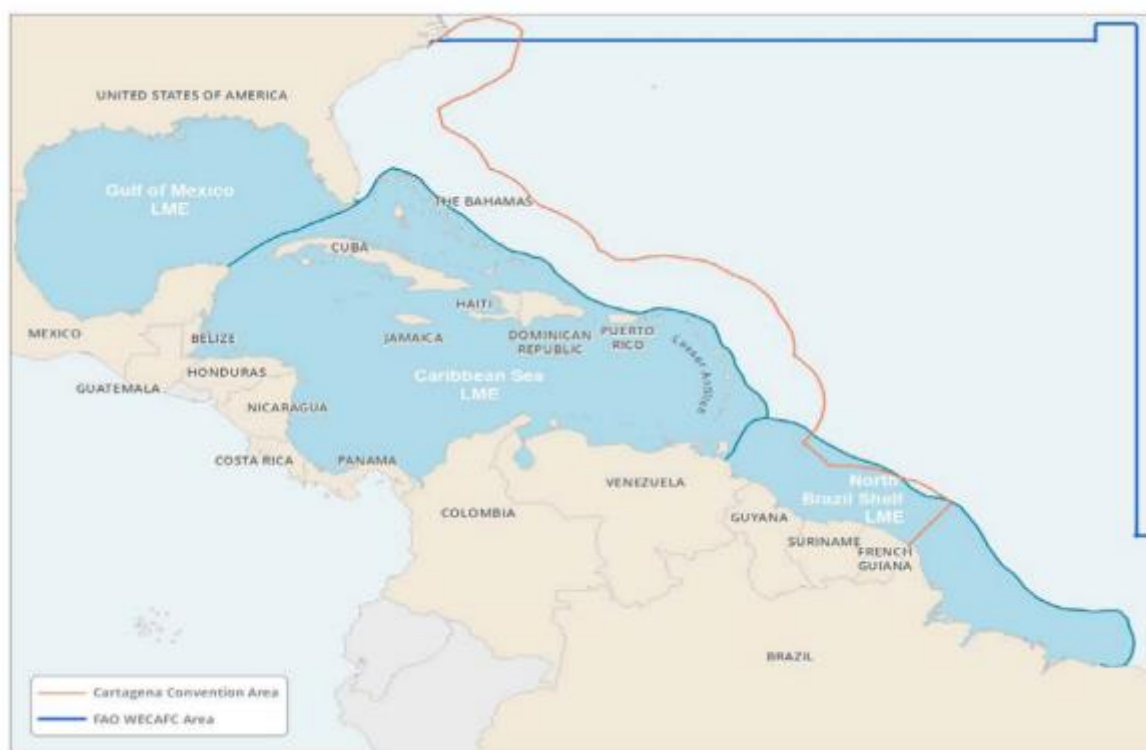 UNITED STATES OF AMERICA
Gulf of Mexico
LME
THE BAHAMAS
CUBA
HAITI
MEXICO
BELIZE
JAMAICA
DOMINICAN
REPUBLIC
PUERTO
RICO
Lesser Antilles
HONDURAS
GUATEMALA
Caribbean Sea
LME
NICARAGUA
COSTA RICA
PANAMA
VENEZUELA
North
Brazil Shelf
LME
COLOMBIA
GUYANA
SURINAME
FRENCH
GUIANA
BRAZIL
Cartagena Convention Area
FAO WECAFC Area